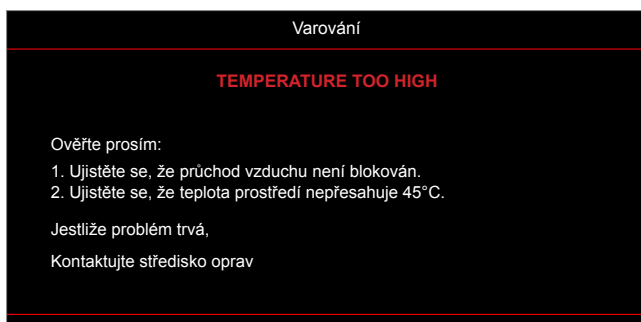 Varování
TEMPERATURE TOO HIGH
Ověřte prosím:
1. Ujistěte se, že průchod vzduchu není blokován.
2. Ujistěte se, že teplota prostředí nepřesahuje 45°C.
Jestliže problém trvá,
Kontaktujte středisko oprav